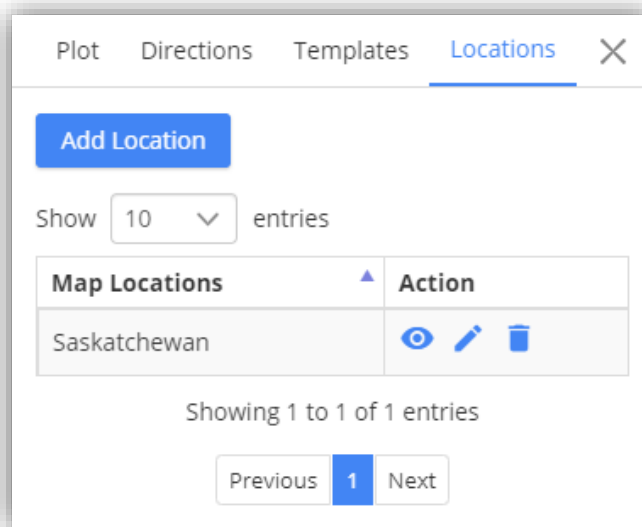 Plot Directions Templates Locations
Add Location
Show 10 entries
Map Locations Action
Saskatchewan
Showing 1 to 1 of 1 entries
Previous 1 Next